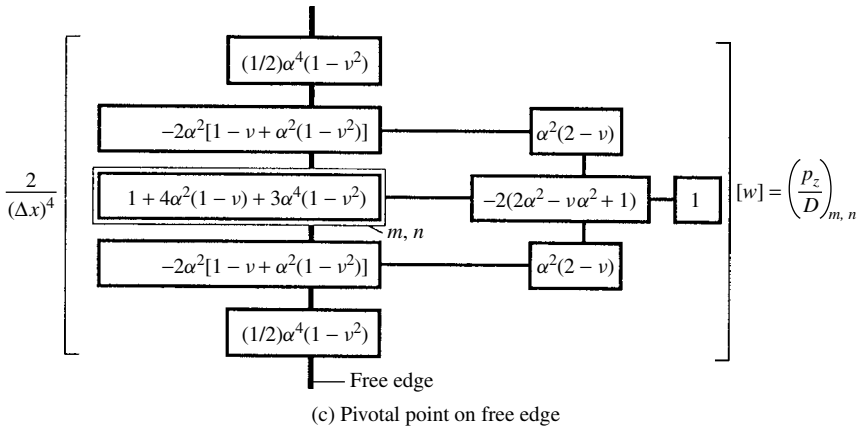 (1/2)α⁴(1 − ν²)
−2α²[1 − ν + α²(1 − ν²)] α²(2 − ν)
2/(Δx)⁴ 1 + 4α²(1 − ν) + 3α⁴(1 − ν²) −2(2α² − να² + 1) 1 [w] = (p_z/D)_{m, n}
m, n
−2α²[1 − ν + α²(1 − ν²)] α²(2 − ν)
(1/2)α⁴(1 − ν²)
Free edge
(c) Pivotal point on free edge